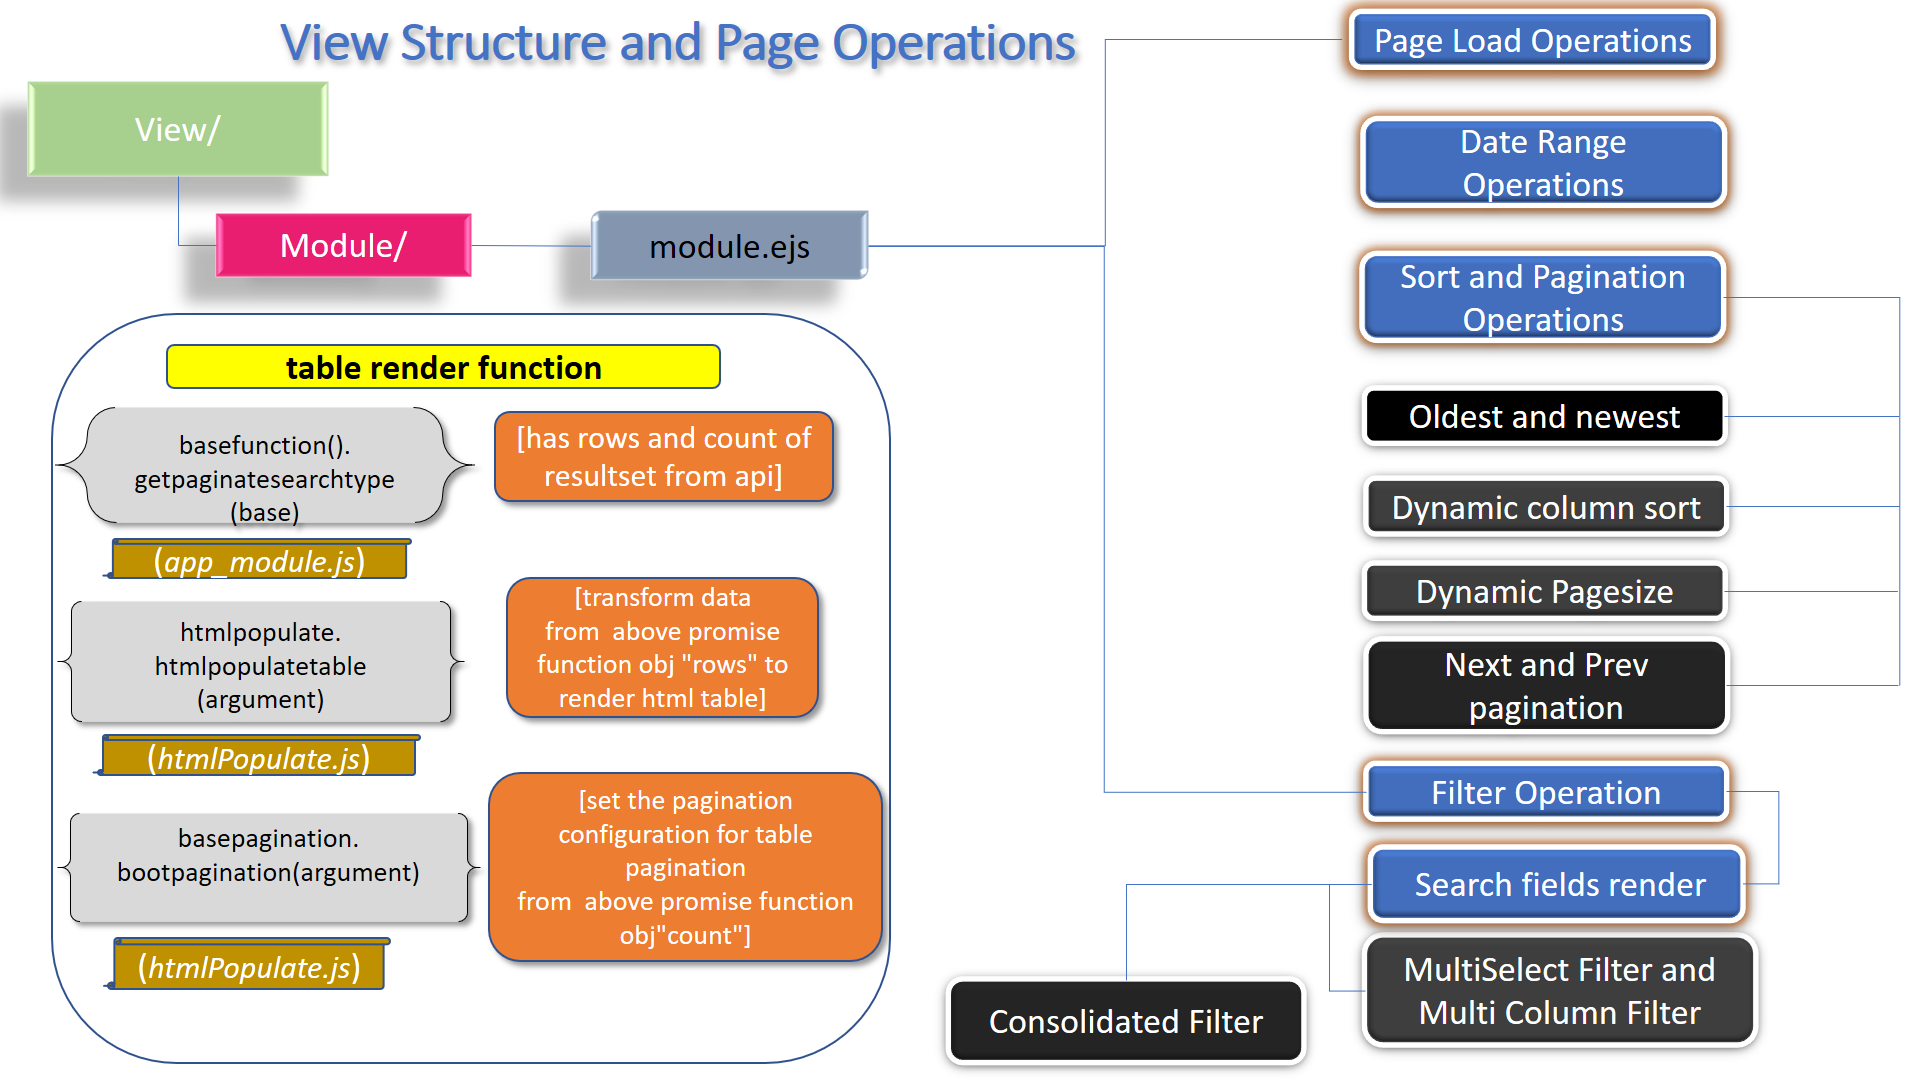 View Structure and Page Operations
View/
Module/
module.ejs
table render function
basefunction().
getpaginatesearchtype
(base)
[has rows and count of
resultset from api]
(app_module.js)
htmlpopulate.
htmlpopulatetable
(argument)
[transform data
from  above promise
function obj "rows" to
render html table]
(htmlPopulate.js)
basepagination.
bootpagination(argument)
[set the pagination
configuration for table
pagination
from  above promise function
obj"count"]
(htmlPopulate.js)
Page Load Operations
Date Range
Operations
Sort and Pagination
Operations
Oldest and newest
Dynamic column sort
Dynamic Pagesize
Next and Prev
pagination
Filter Operation
Search fields render
MultiSelect Filter and
Multi Column Filter
Consolidated Filter